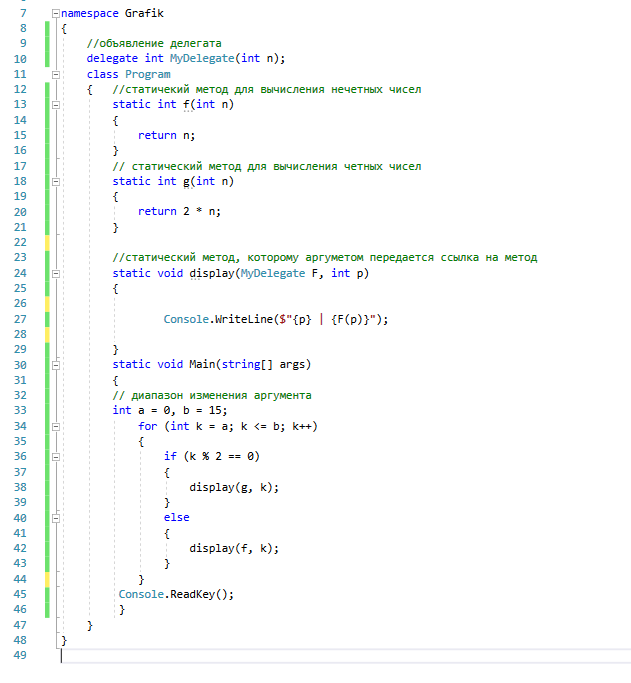 7 namespace Grafik
8 {
9 //объявление делегата
10 delegate int MyDelegate(int n);
11 class Program
12 { //статичекий метод для вычисления нечетных чисел
13 static int f(int n)
14 {
15 return n;
16 }
17 // статический метод для вычисления четных чисел
18 static int g(int n)
19 {
20 return 2 * n;
21 }
22
23 //статический метод, которому аргуметом передается ссылка на метод
24 static void display(MyDelegate F, int p)
25 {
26
27 Console.WriteLine($"{p} | {F(p)}");
28
29 }
30 static void Main(string[] args)
31 {
32 // диапазон изменения аргумента
33 int a = 0, b = 15;
34 for (int k = a; k <= b; k++)
35 {
36 if (k % 2 == 0)
37 {
38 display(g, k);
39 }
40 else
41 {
42 display(f, k);
43 }
44 }
45 Console.ReadKey();
46 }
47 }
48 }
49